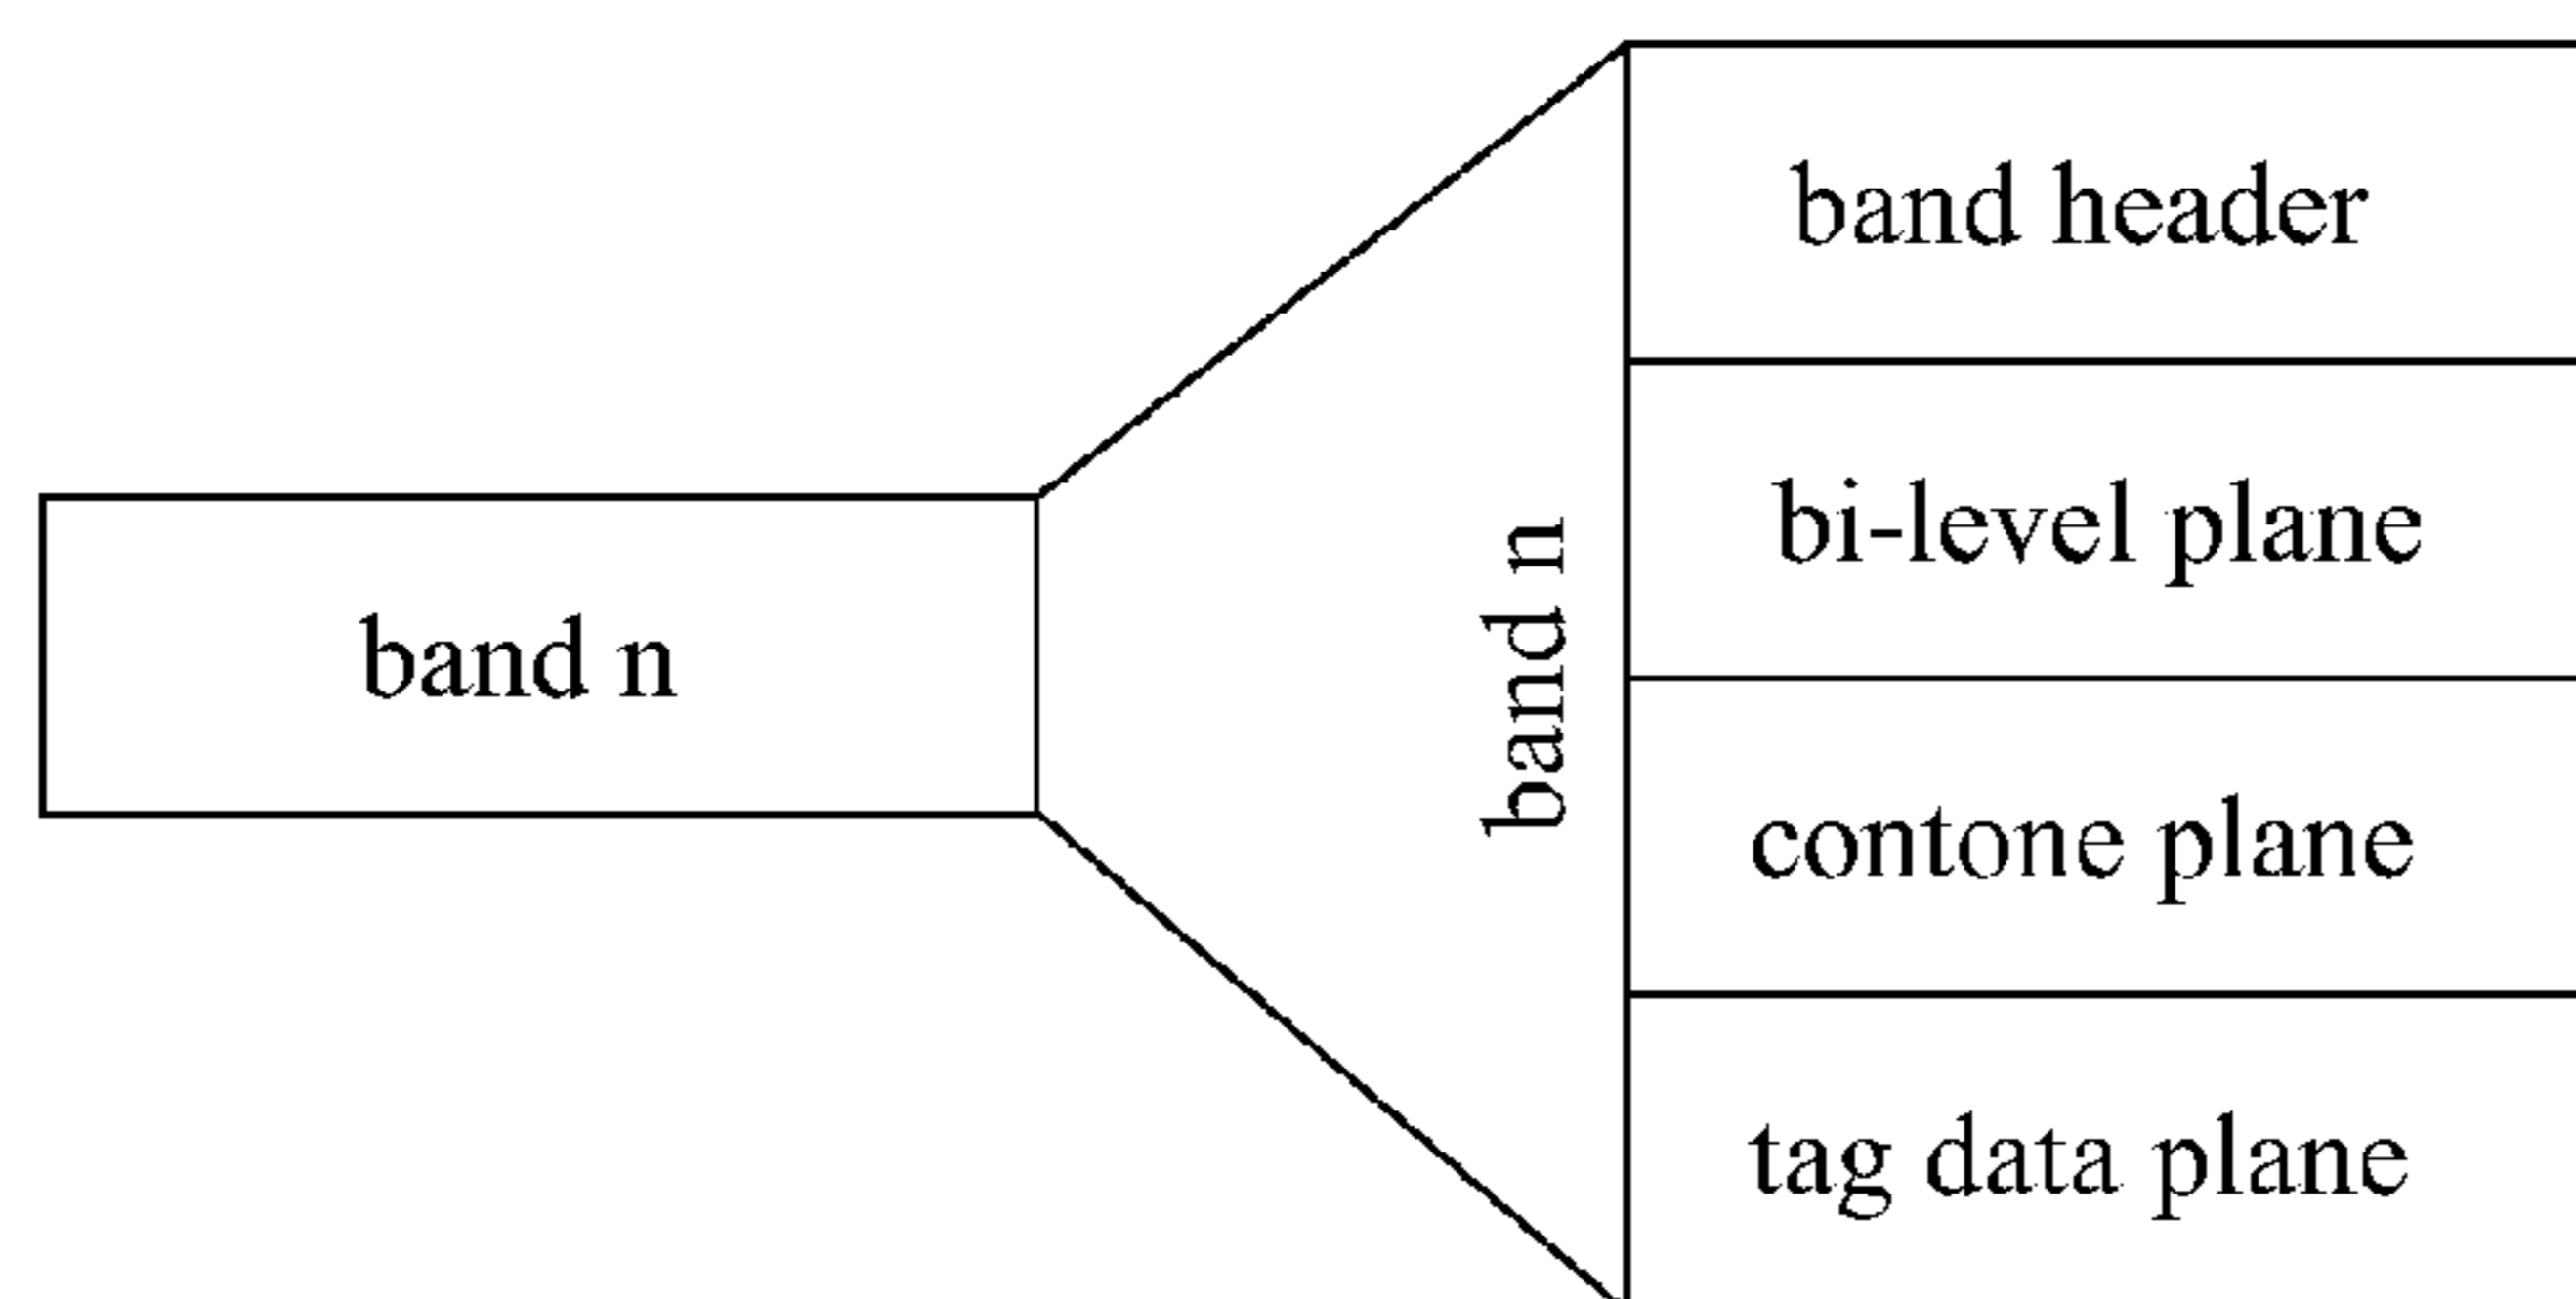 band n
band n
band header
bi-level plane
contone plane
tag data plane